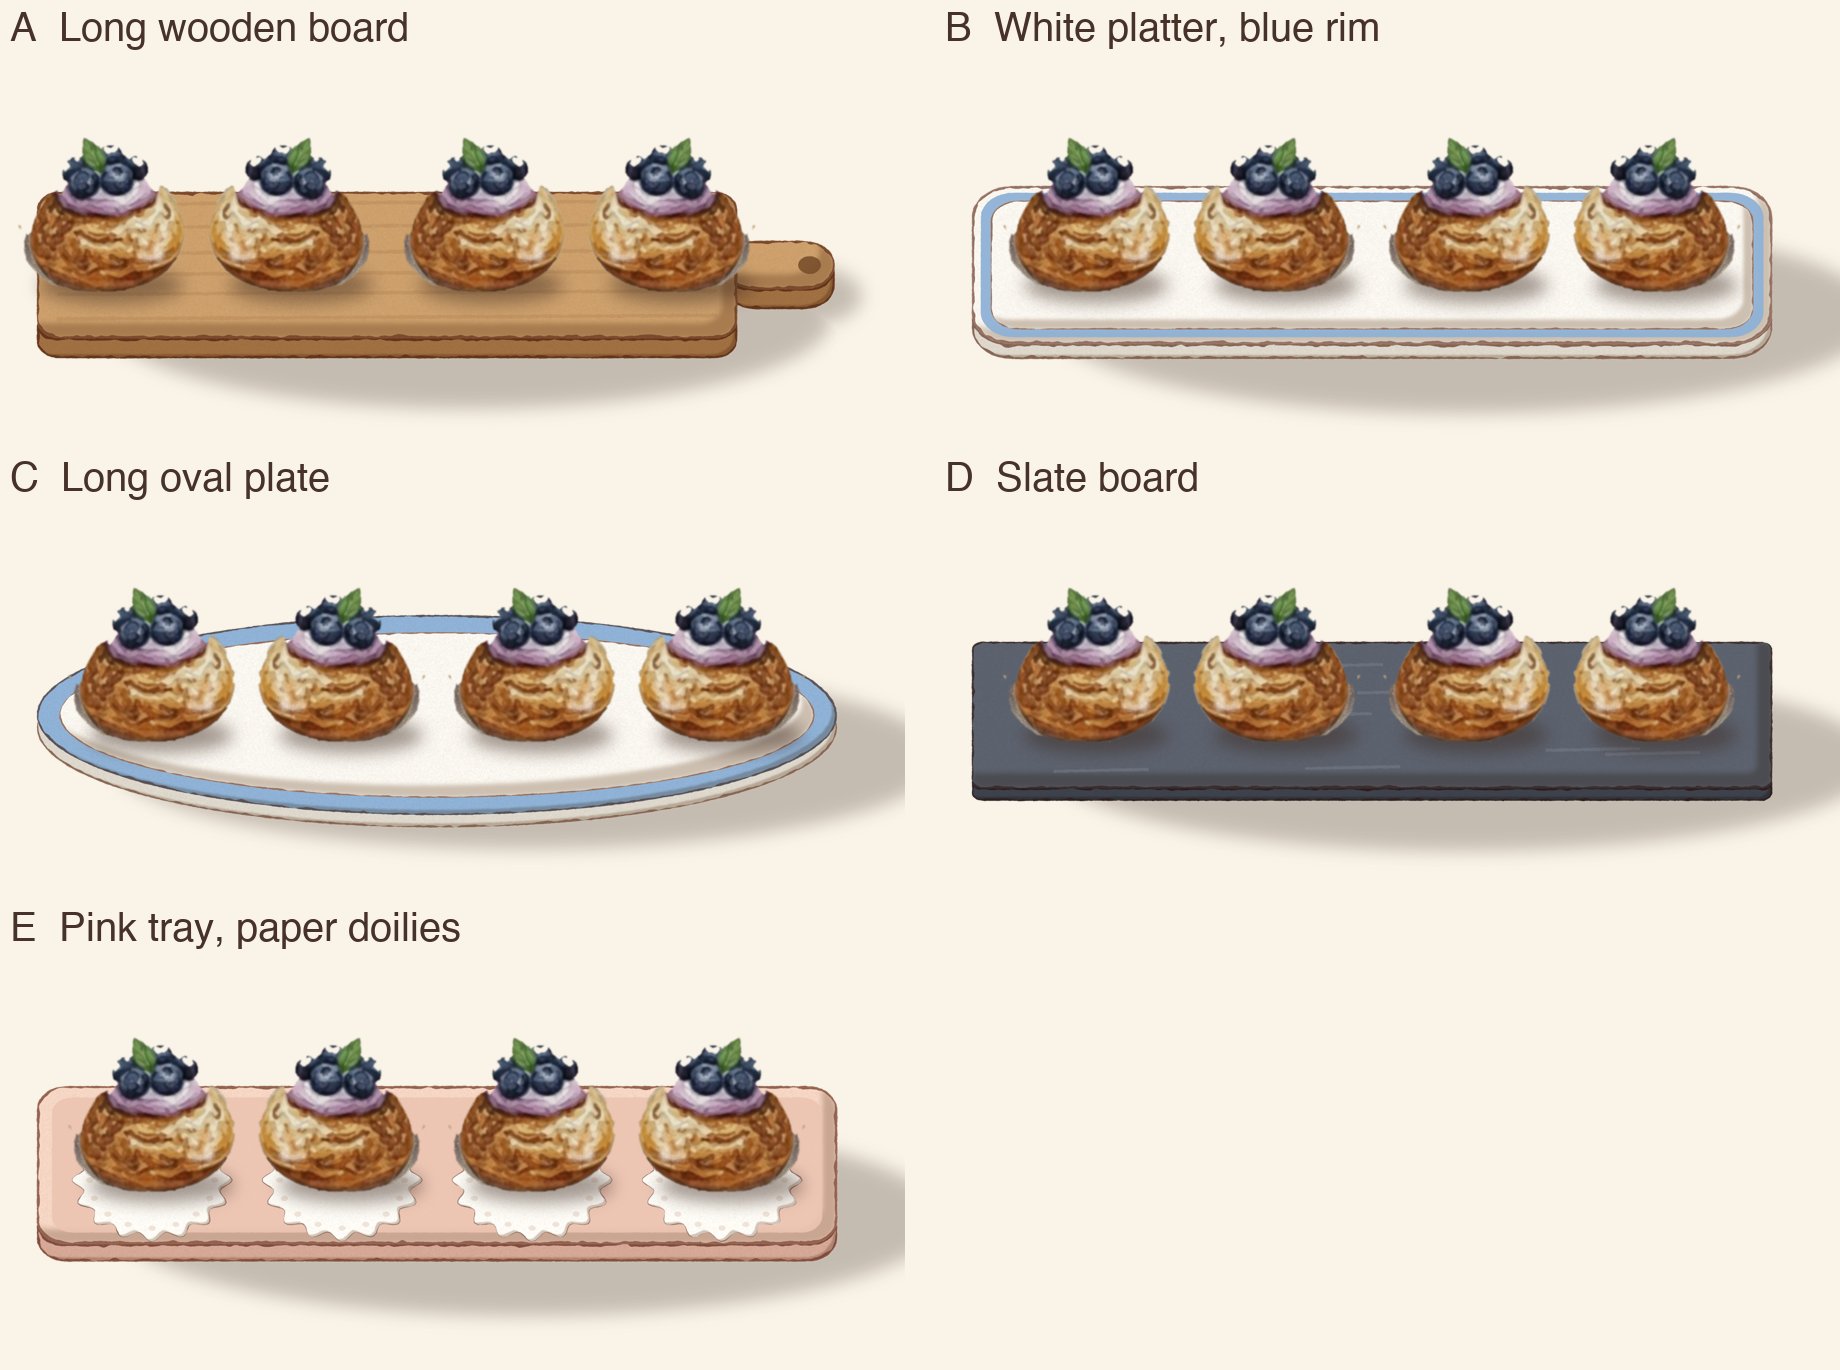 A Long wooden board
B White platter, blue rim
C Long oval plate
D Slate board
E Pink tray, paper doilies